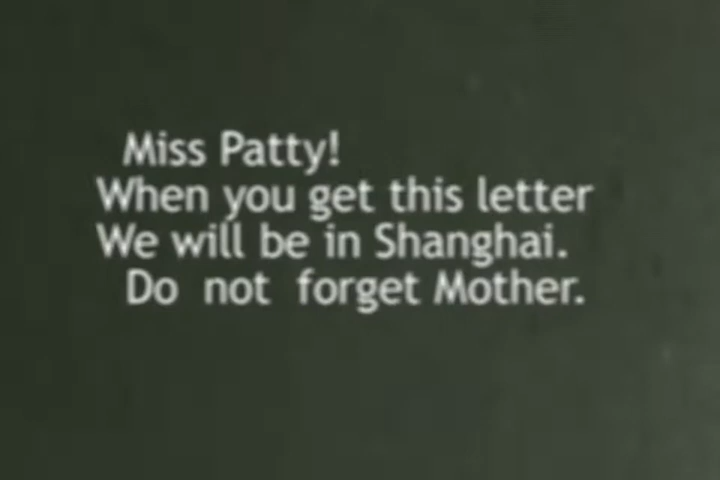 Miss Patty!
When you get this letter
We will be in Shanghai.
Do not forget Mother.